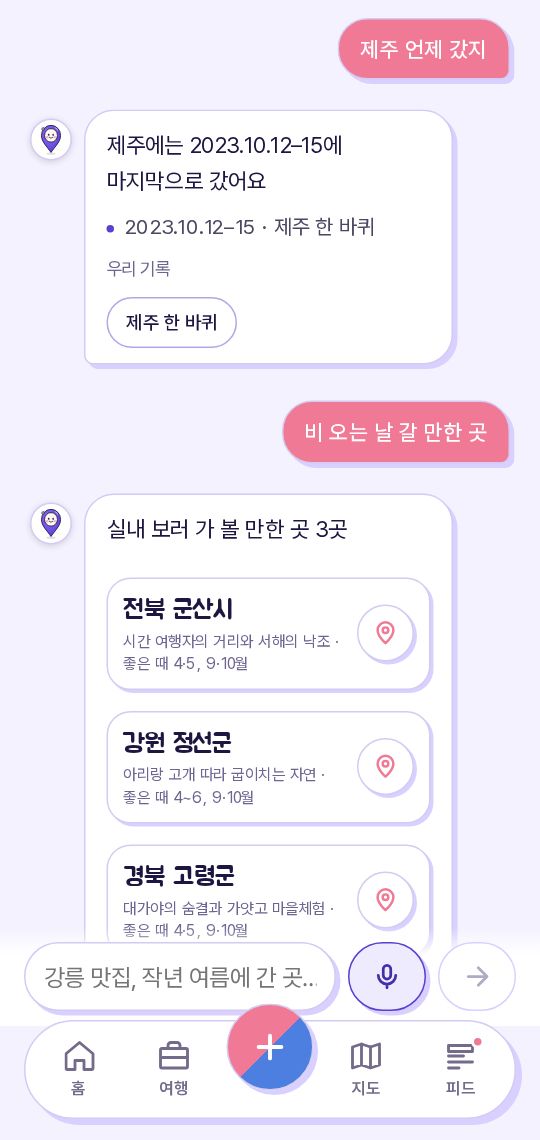 제주 언제 갔지
제주에는 2023.10.12–15에
마지막으로 갔어요
• 2023.10.12–15 · 제주 한 바퀴
우리 기록
제주 한 바퀴
비 오는 날 갈 만한 곳
실내 보러 가 볼 만한 곳 3곳
전북 군산시
시간 여행자의 거리와 서해의 낙조 ·
좋은 때 4·5, 9·10월
강원 정선군
아리랑 고개 따라 굽이치는 자연 ·
좋은 때 4~6, 9·10월
경북 고령군
대가야의 숨결과 가얏고 마을체험 ·
좋은 때 4·5, 9·10월
강릉 맛집, 작년 여름에 간 곳…
홈
여행
지도
피드